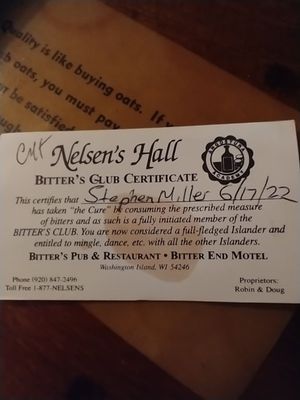 Quality is like buying oats. If y
oats, you must pay
be satisfied
CMK Nelsen's Hall
ANGOSTURA
BITTER'S CLUB CERTIFICATE
This certifies that Stephen Miller 6/17/22
has taken "the Cure" by consuming the prescribed measure
of bitters and as such is a fully initiated member of the
BITTER'S CLUB. You are now considered a full-fledged Islander and
entitled to mingle, dance, etc. with all the other Islanders.
BITTER'S PUB & RESTAURANT • BITTER END MOTEL
Washington Island, WI 54246
Phone (920) 847-2496
Toll Free 1-877-NELSENS
Proprietors:
Robin & Doug